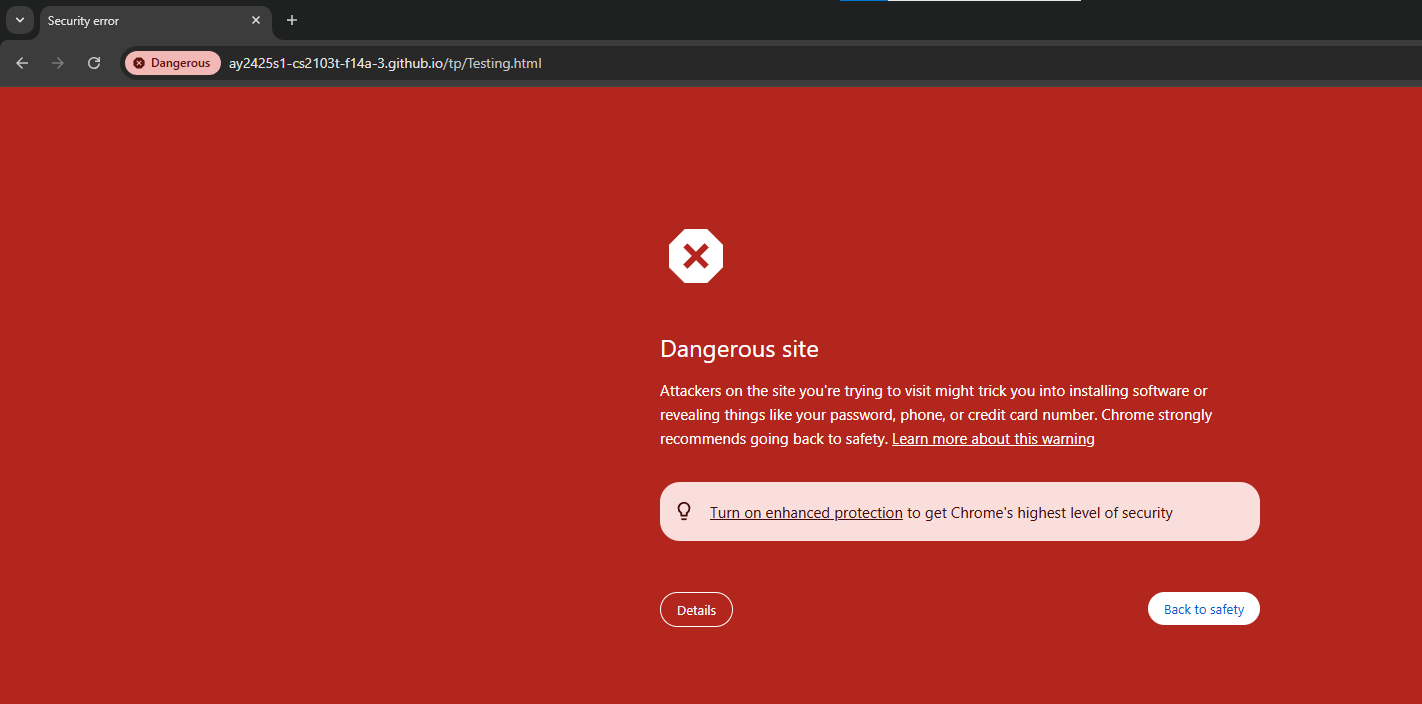 Security error
Dangerous ay2425s1-cs2103t-f14a-3.github.io/tp/Testing.html
Dangerous site
Attackers on the site you're trying to visit might trick you into installing software or
revealing things like your password, phone, or credit card number. Chrome strongly
recommends going back to safety. Learn more about this warning
Turn on enhanced protection to get Chrome's highest level of security
Details
Back to safety